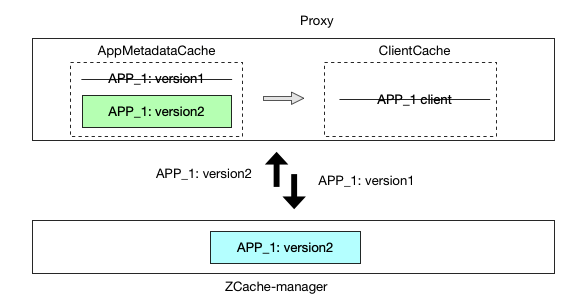 Proxy
AppMetadataCache
ClientCache
APP_1: version1
APP_1: version2
APP_1 client
APP_1: version2
APP_1: version1
APP_1: version2
ZCache-manager